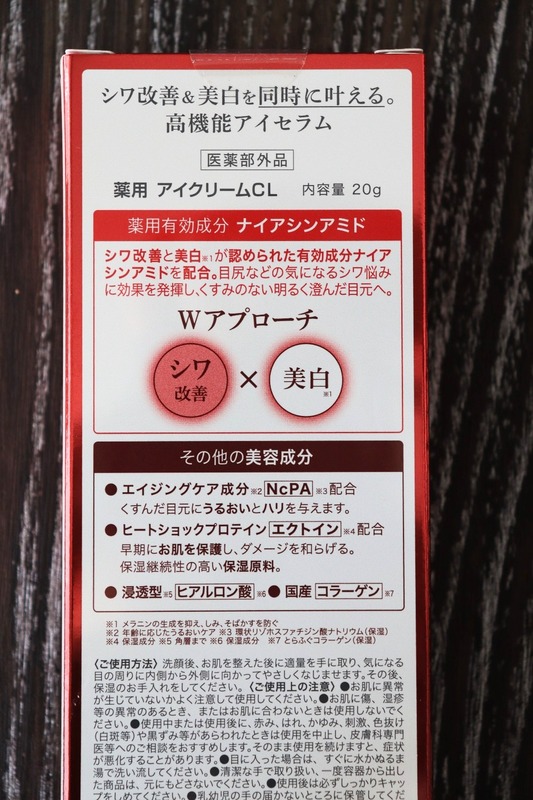 シワ改善＆美白を同時に叶える。
高機能アイセラム
医薬部外品
薬用 アイクリームCL 内容量 20g
薬用有効成分 ナイアシンアミド
シワ改善と美白※1が認められた有効成分ナイア
シンアミドを配合。目尻などの気になるシワ悩み
に効果を発揮し、くすみのない明るく澄んだ目元へ。
Wアプローチ
シワ
改善
×
美白
※1
その他の美容成分
●エイジングケア成分※2 NcPA ※3配合
くすんだ目元にうるおいとハリを与えます。
●ヒートショックプロテイン エクトイン ※4配合
早期にお肌を保護し、ダメージを和らげる。
保湿継続性の高い保湿原料。
●浸透型※5 ヒアルロン酸 ※6 ●国産 コラーゲン ※7
※1 メラニンの生成を抑え、しみ、そばかすを防ぐ
※2 年齢に応じたうるおいケア ※3 環状リゾホスファチジン酸ナトリウム（保湿）
※4 保湿成分 ※5 角層まで ※6 保湿成分 ※7 とらふぐコラーゲン（保湿）
〈ご使用方法〉洗顔後、お肌を整えた後に適量を手に取り、気になる
目の周りに内側から外側に向かってやさしくなじませます。その後、
保湿のお手入れをしてください。〈ご使用上の注意〉●お肌に異常
が生じていないかよく注意して使用してください。●お肌に傷、湿疹
等の異常のあるとき、またはお肌に合わないときは使用しないでく
ださい。●使用中または使用後に、赤み、はれ、かゆみ、刺激、色抜け
(白斑等)や黒ずみ等があらわれたときは使用を中止し、皮膚科専門
医等へのご相談をおすすめします。そのまま使用を続けますと、症状
が悪化することがあります。●目に入った場合は、すぐに水かぬるま
湯で洗い流してください。●清潔な手で取り扱い、一度容器から出し
た商品は、元にもどさないでください。●使用後は必ずしっかりキャッ
プをしめてください。●乳幼児の手の届かないところに保管してくだ